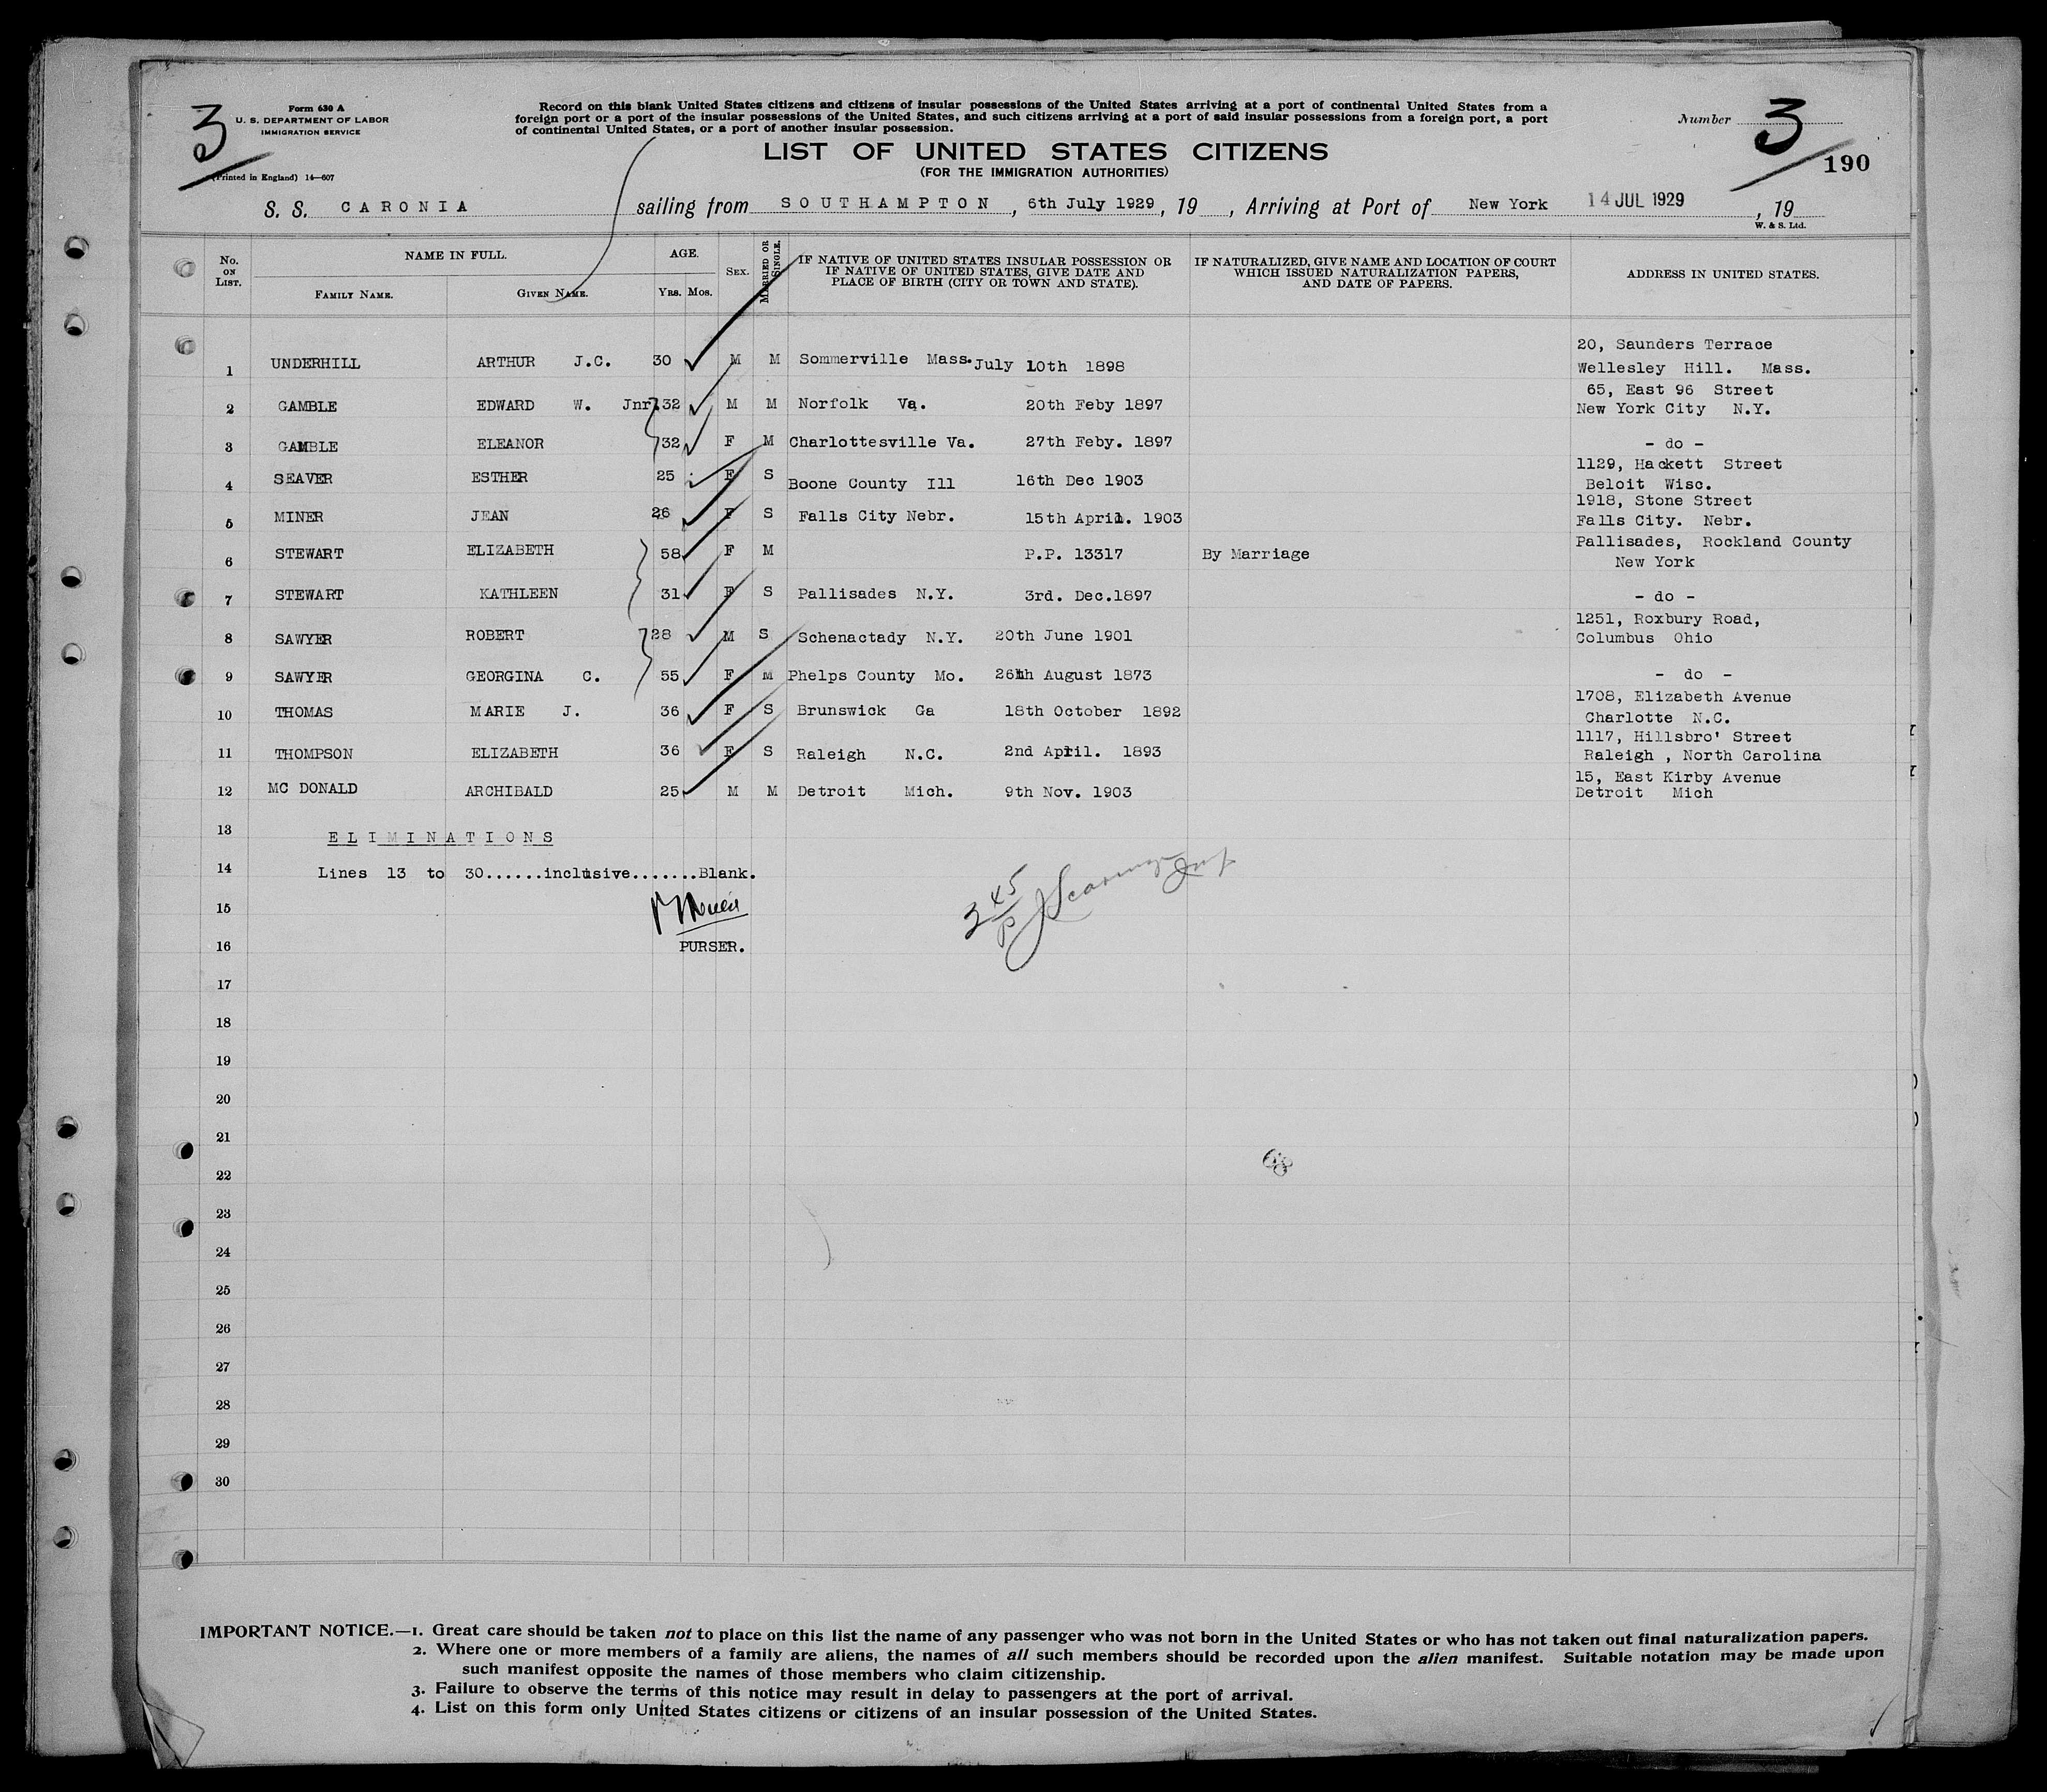 3
Form 630 A
U. S. DEPARTMENT OF LABOR
IMMIGRATION SERVICE
(Printed in England) 14—607
Record on this blank United States citizens and citizens of insular possessions of the United States arriving at a port of continental United States from a
foreign port or a port of the insular possessions of the United States, and such citizens arriving at a port of said insular possessions from a foreign port, a port
of continental United States, or a port of another insular possession.
LIST OF UNITED STATES CITIZENS
(FOR THE IMMIGRATION AUTHORITIES)
Number 3
190
S. S. CARONIA sailing from SOUTHAMPTON, 6th July 1929, 19 , Arriving at Port of New York 14 JUL 1929, 19
W. & S. Ltd.
No. ON LIST. NAME IN FULL. FAMILY NAME. GIVEN NAME. AGE. YRS. MOS. SEX. MARRIED OR SINGLE. IF NATIVE OF UNITED STATES INSULAR POSSESSION OR IF NATIVE OF UNITED STATES, GIVE DATE AND PLACE OF BIRTH (CITY OR TOWN AND STATE). IF NATURALIZED, GIVE NAME AND LOCATION OF COURT WHICH ISSUED NATURALIZATION PAPERS, AND DATE OF PAPERS. ADDRESS IN UNITED STATES.
1 UNDERHILL ARTHUR J.C. 30 M M Sommerville Mass. July 10th 1898 20, Saunders Terrace Wellesley Hill. Mass.
2 GAMBLE EDWARD W. Jnr. 32 M M Norfolk Va. 20th Feby 1897 65, East 96 Street New York City N.Y.
3 GAMBLE ELEANOR 32 F M Charlottesville Va. 27th Feby. 1897 - do -
4 SEAVER ESTHER 25 F S Boone County Ill 16th Dec 1903 1129, Hackett Street Beloit Wisc.
5 MINER JEAN 26 F S Falls City Nebr. 15th April. 1903 1918, Stone Street Falls City. Nebr.
6 STEWART ELIZABETH 58 F M P.P. 13317 By Marriage Pallisades, Rockland County New York
7 STEWART KATHLEEN 31 F S Pallisades N.Y. 3rd. Dec.1897 - do -
8 SAWYER ROBERT 28 M S Schenactady N.Y. 20th June 1901 1251, Roxbury Road, Columbus Ohio
9 SAWYER GEORGINA C. 55 F M Phelps County Mo. 26th August 1873 - do -
10 THOMAS MARIE J. 36 F S Brunswick Ga 18th October 1892 1708, Elizabeth Avenue Charlotte N.C.
11 THOMPSON ELIZABETH 36 F S Raleigh N.C. 2nd April. 1893 1117, Hillsbro' Street Raleigh , North Carolina
12 MC DONALD ARCHIBALD 25 M M Detroit Mich. 9th Nov. 1903 15, East Kirby Avenue Detroit Mich
13 ELIMINATIONS
14 Lines 13 to 30......inclusive.......Blank.
15
16 PURSER.
3 45
17
18
19
20
21
22
23
24
25
26
27
28
29
30
68
IMPORTANT NOTICE.—1. Great care should be taken not to place on this list the name of any passenger who was not born in the United States or who has not taken out final naturalization papers.
2. Where one or more members of a family are aliens, the names of all such members should be recorded upon the alien manifest. Suitable notation may be made upon
such manifest opposite the names of those members who claim citizenship.
3. Failure to observe the terms of this notice may result in delay to passengers at the port of arrival.
4. List on this form only United States citizens or citizens of an insular possession of the United States.